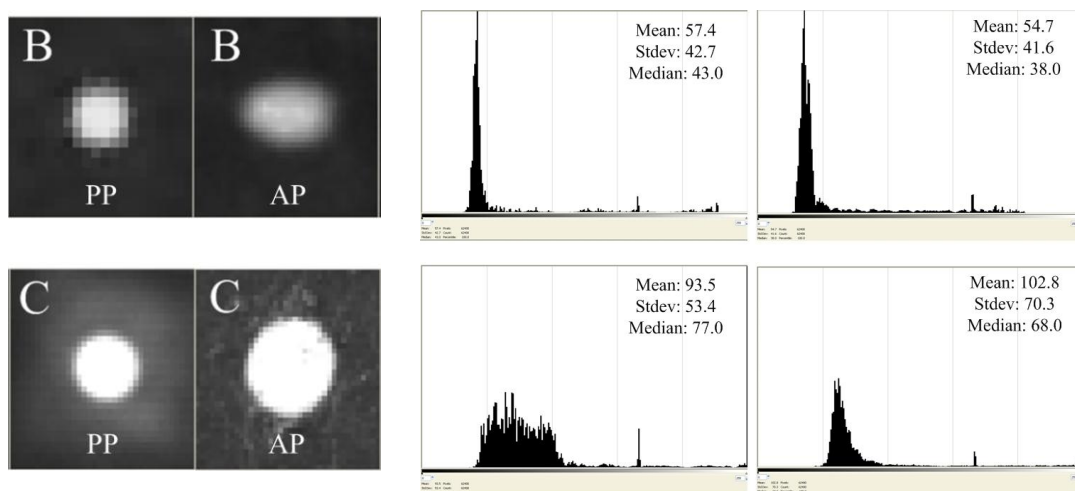 B
B
PP
AP
Mean: 57.4
Stdev: 42.7
Median: 43.0
Mean: 54.7
Stdev: 41.6
Median: 38.0
C
C
PP
AP
Mean: 93.5
Stdev: 53.4
Median: 77.0
Mean: 102.8
Stdev: 70.3
Median: 68.0